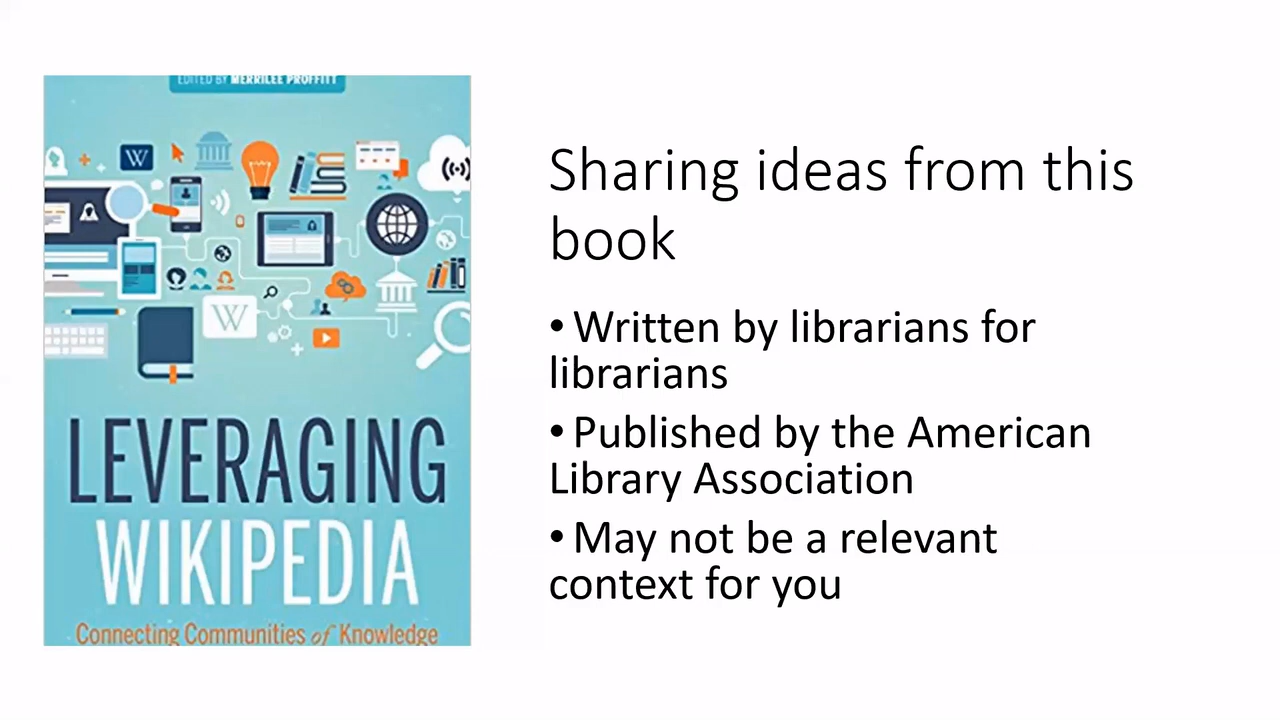 EDITED BY MERRILEE PROFFITT
W
W
LEVERAGING
WIKIPEDIA
Connecting Communities of Knowledge
Sharing ideas from this
book
• Written by librarians for
librarians
• Published by the American
Library Association
• May not be a relevant
context for you